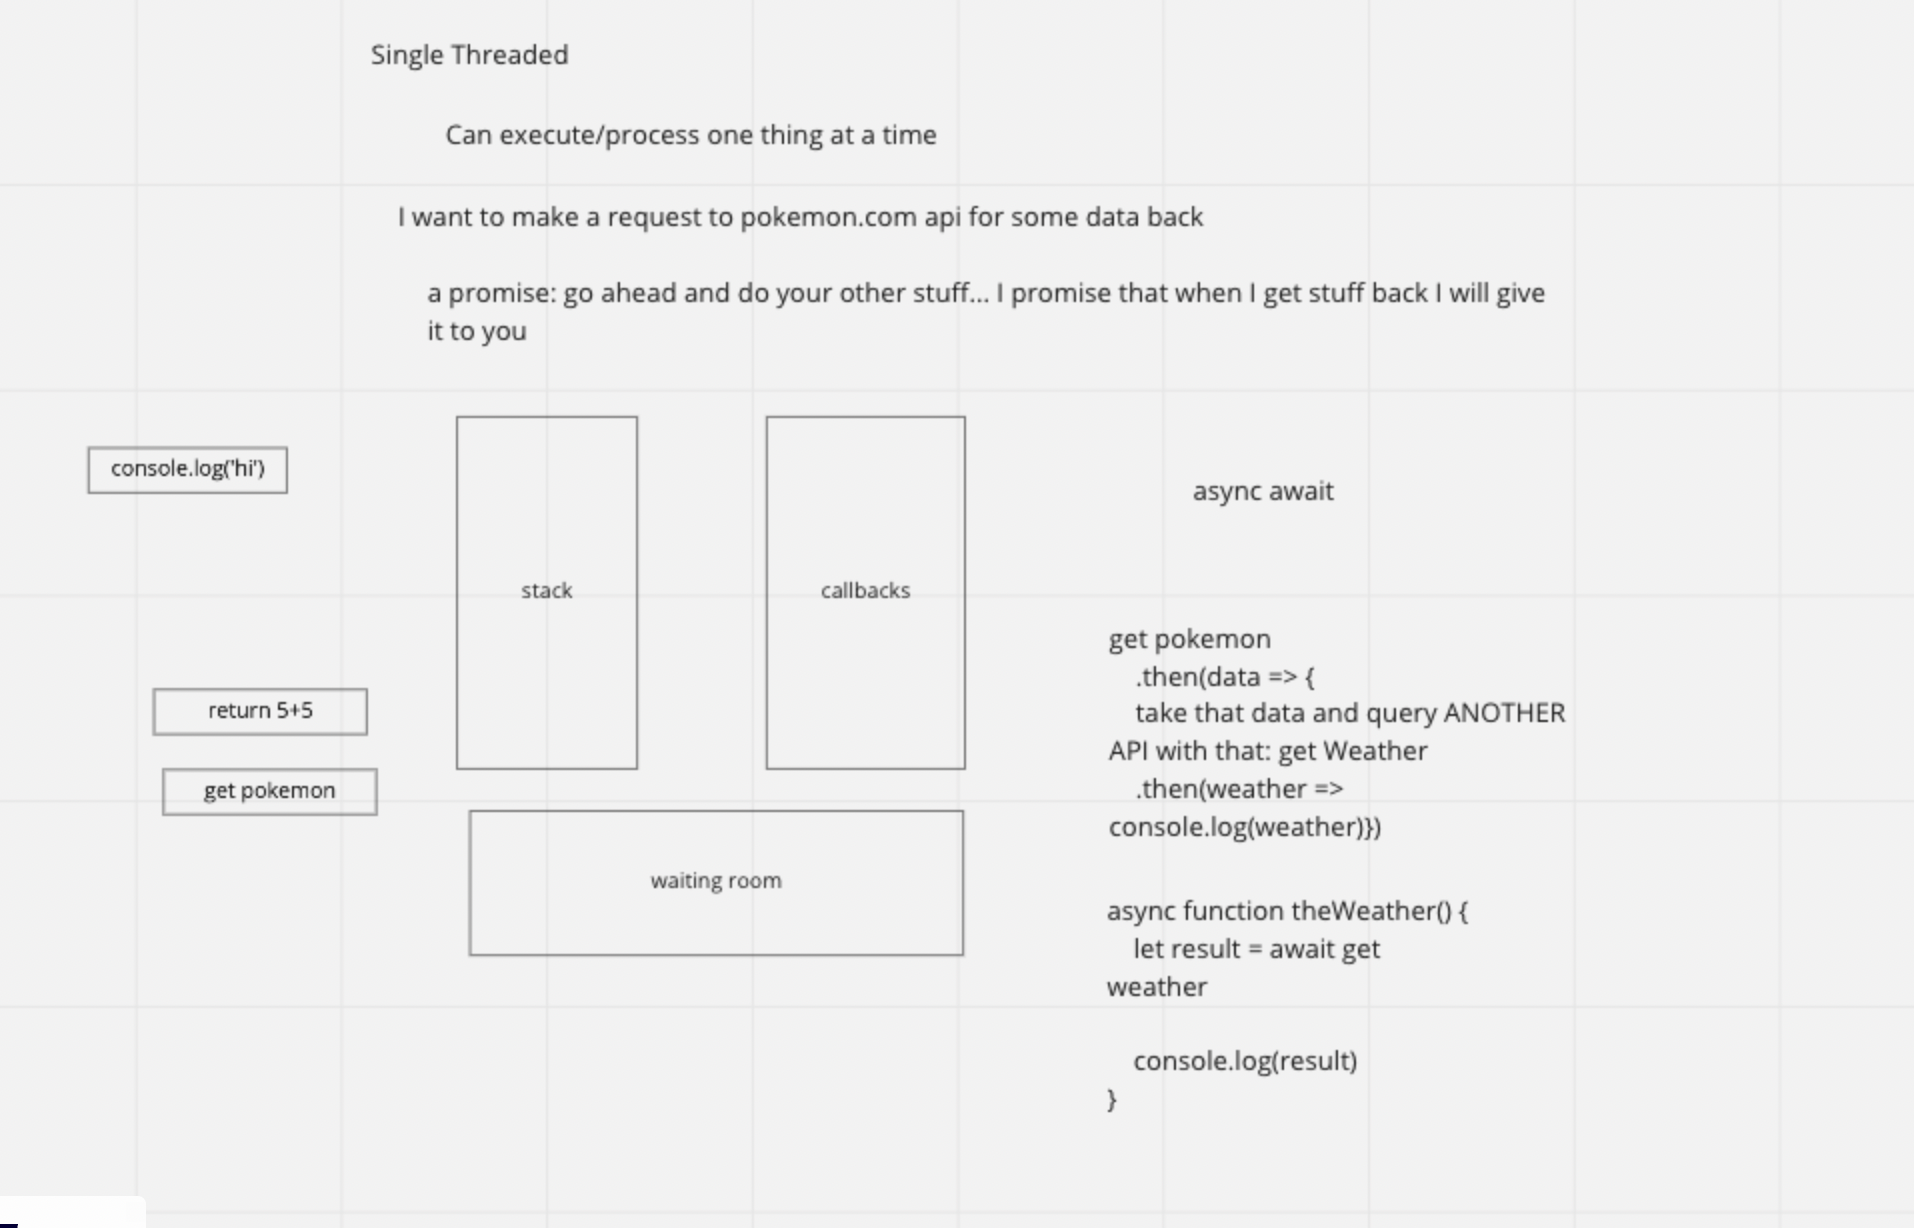 Single Threaded
Can execute/process one thing at a time
I want to make a request to pokemon.com api for some data back
a promise: go ahead and do your other stuff... I promise that when I get stuff back I will give
it to you
console.log('hi')
return 5+5
get pokemon
stack
callbacks
waiting room
async await
get pokemon
.then(data => {
take that data and query ANOTHER
API with that: get Weather
.then(weather =>
console.log(weather)})
async function theWeather() {
let result = await get
weather
console.log(result)
}